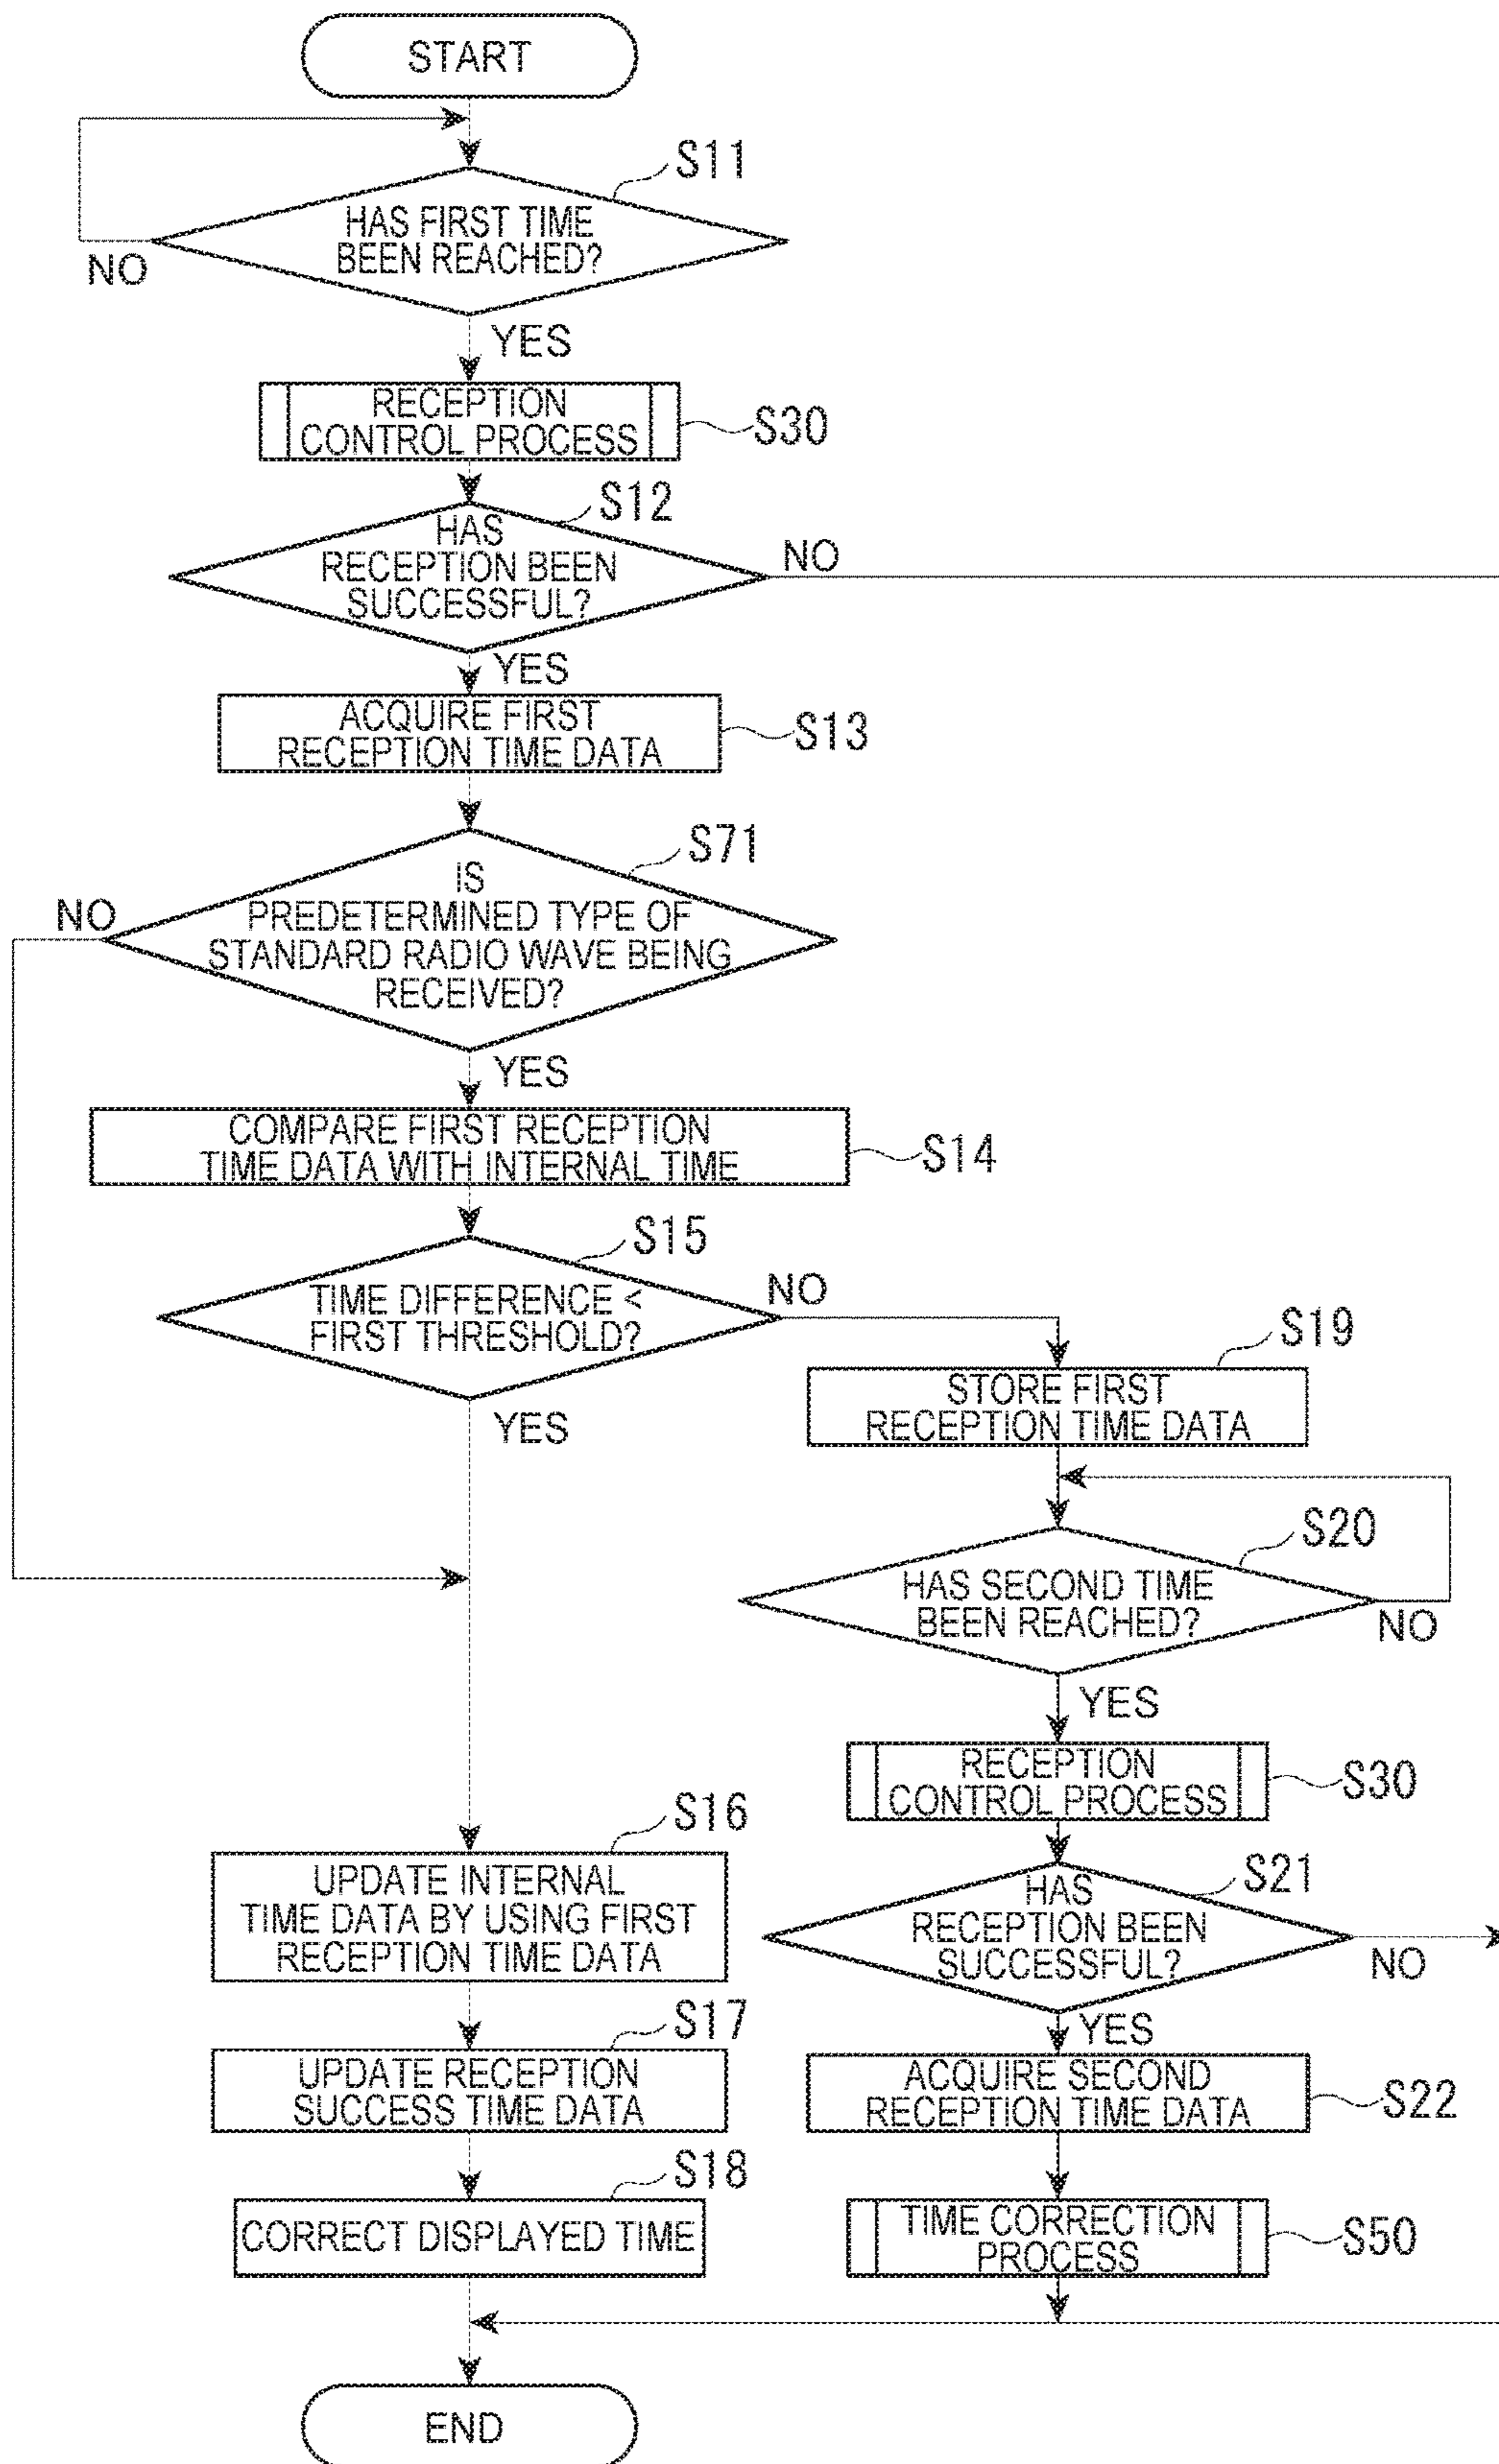 START
S11
HAS FIRST TIME
BEEN REACHED?
NO
YES
RECEPTION
CONTROL PROCESS
S30
S12
HAS
RECEPTION BEEN
SUCCESSFUL?
NO
YES
ACQUIRE FIRST
RECEPTION TIME DATA
S13
S71
IS
PREDETERMINED TYPE OF
STANDARD RADIO WAVE BEING
RECEIVED?
NO
YES
COMPARE FIRST RECEPTION
TIME DATA WITH INTERNAL TIME
S14
S15
TIME DIFFERENCE <
FIRST THRESHOLD?
NO
YES
S19
STORE FIRST
RECEPTION TIME DATA
S20
HAS SECOND TIME
BEEN REACHED?
NO
YES
RECEPTION
CONTROL PROCESS
S30
S16
UPDATE INTERNAL
TIME DATA BY USING FIRST
RECEPTION TIME DATA
S21
HAS
RECEPTION BEEN
SUCCESSFUL?
NO
YES
S17
UPDATE RECEPTION
SUCCESS TIME DATA
ACQUIRE SECOND
RECEPTION TIME DATA
S22
S18
CORRECT DISPLAYED TIME
TIME CORRECTION
PROCESS
S50
END